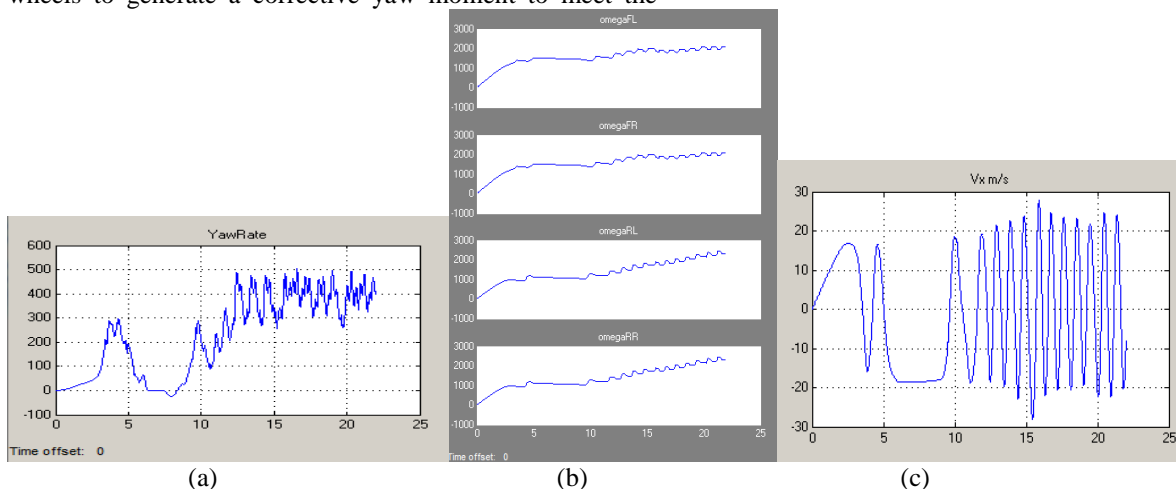 wheels to generate a corrective yaw moment to meet the
YawRate
600
500
400
300
200
100
0
-100
0 5 10 15 20 25
Time offset: 0
(a)
omegaFL
3000
2000
1000
0
-1000
omegaFR
3000
2000
1000
0
-1000
omegaRL
3000
2000
1000
0
-1000
omegaRR
3000
2000
1000
0
-1000
0 5 10 15 20 25
Time offset: 0
(b)
Vx m/s
30
20
10
0
-10
-20
-30
0 5 10 15 20 25
(c)